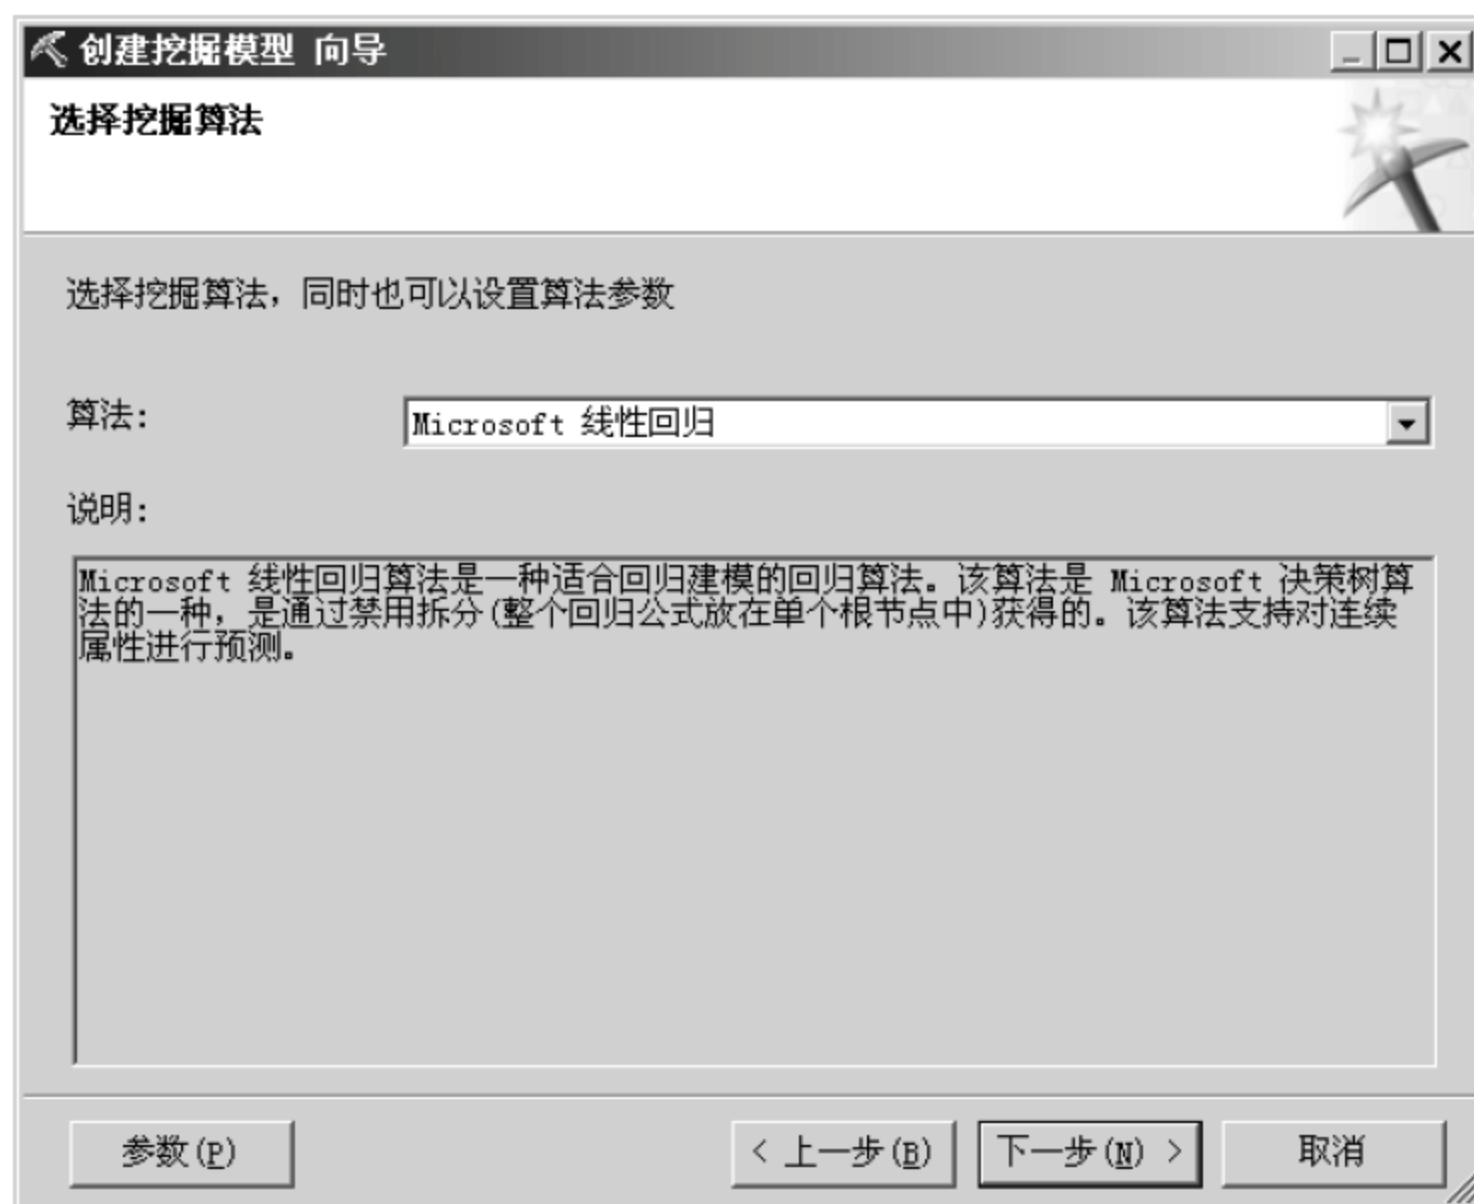 创建挖掘模型 向导
选择挖掘算法
选择挖掘算法，同时也可以设置算法参数
算法:
Microsoft 线性回归
说明:
Microsoft 线性回归算法是一种适合回归建模的回归算法。该算法是 Microsoft 决策树算
法的一种，是通过禁用拆分(整个回归公式放在单个根节点中)获得的。该算法支持对连续
属性进行预测。
参数(P)
< 上一步(B)
下一步(N) >
取消